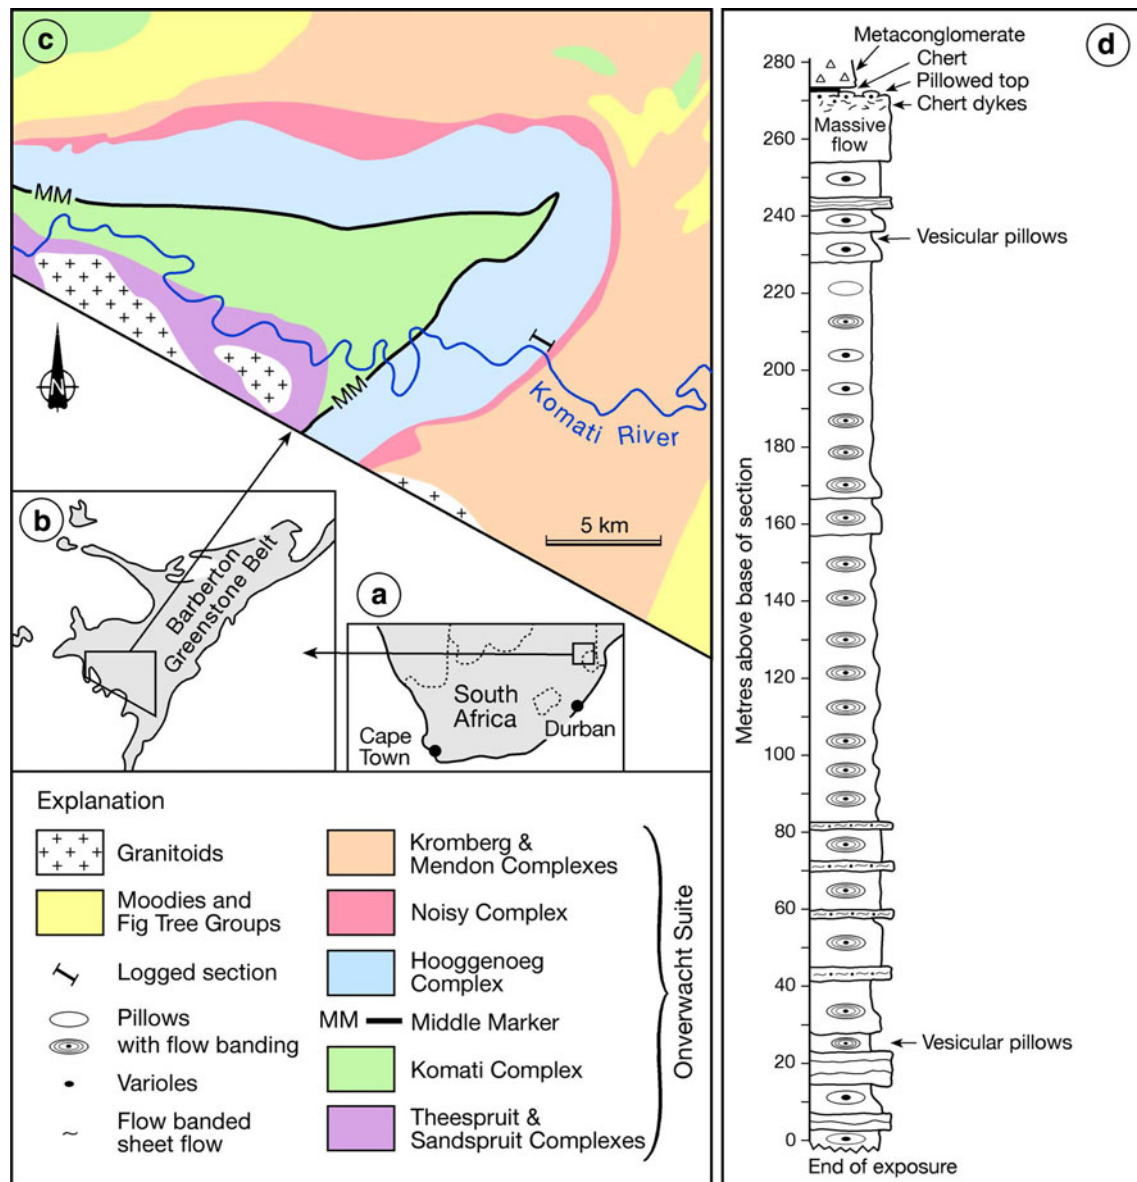 c
MM
MM
Komati River
N
5 km
b
Barberton
Greenstone Belt
a
South
Africa
Durban
Cape
Town
Explanation
Granitoids
Moodies and
Fig Tree Groups
Logged section
Pillows
with flow banding
Varioles
~ Flow banded
sheet flow
Kromberg &
Mendon Complexes
Noisy Complex
Hooggenoeg
Complex
MM Middle Marker
Komati Complex
Theespruit &
Sandspruit Complexes
Onverwacht Suite
d
Metaconglomerate
Chert
Pillowed top
Chert dykes
Massive
flow
Vesicular pillows
Vesicular pillows
Metres above base of section
280
260
240
220
200
180
160
140
120
100
80
60
40
20
0
End of exposure